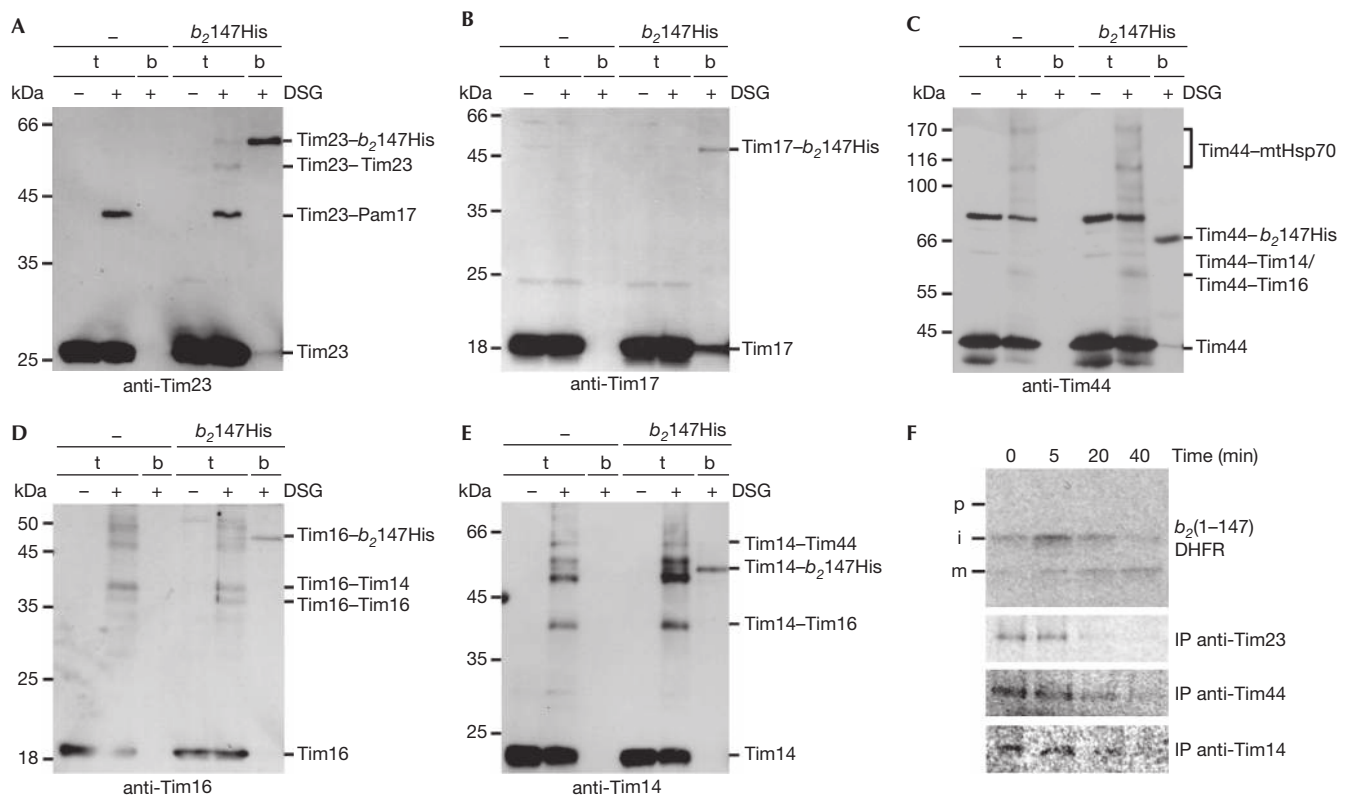 A
– b₂147His
t b t b
kDa – + + – + + DSG
66
45
35
25
Tim23–b₂147His
Tim23–Tim23
Tim23–Pam17
Tim23
anti-Tim23
B
– b₂147His
t b t b
kDa – + + – + + DSG
66
45
35
25
18
Tim17–b₂147His
Tim17
anti-Tim17
C
– b₂147His
t b t b
kDa – + + – + + DSG
170
116
100
66
55
45
Tim44–mtHsp70
Tim44–b₂147His
Tim44–Tim14/
Tim44–Tim16
Tim44
anti-Tim44
D
– b₂147His
t b t b
kDa – + + – + + DSG
50
45
35
25
18
Tim16–b₂147His
Tim16–Tim14
Tim16–Tim16
Tim16
anti-Tim16
E
– b₂147His
t b t b
kDa – + + – + + DSG
66
45
35
25
Tim14–Tim44
Tim14–b₂147His
Tim14–Tim16
Tim14
anti-Tim14
F
0 5 20 40 Time (min)
p
i
m
b₂(1–147)
DHFR
IP anti-Tim23
IP anti-Tim44
IP anti-Tim14